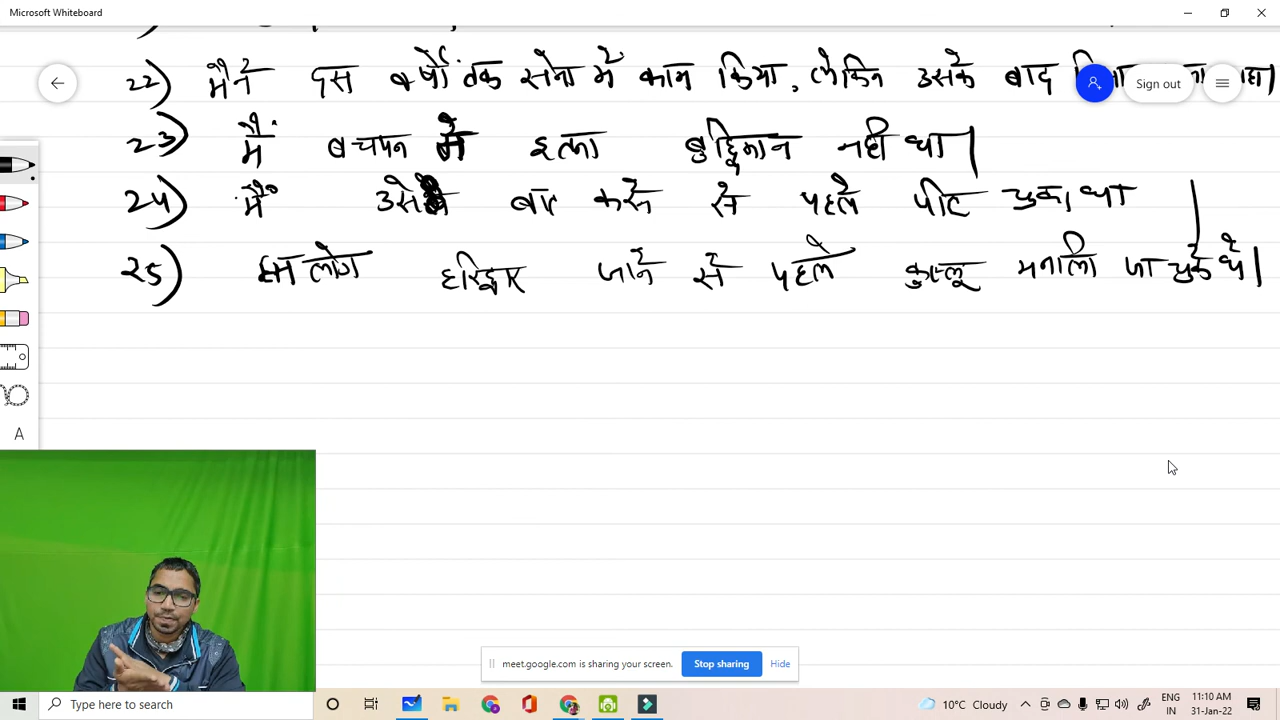 Microsoft Whiteboard
22) मैंने दस बर्षों तक सेना में काम किया, लेकिन उसके बाद
Sign out
23) मैं बचपन में इतना बुद्धिमान नहीं था।
24) मैं उसे बाद करने से पहले पीट चुका था।
25) हम लोग हरिद्वार जाने से पहले कुल्लू मनाली जा चुके थे।
A
meet.google.com is sharing your screen. Stop sharing Hide
Type here to search
10°C Cloudy
ENG IN
11:10 AM 31-Jan-22